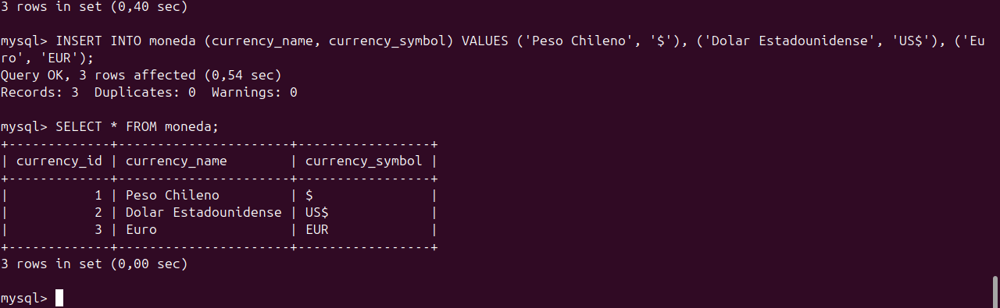 3 rows in set (0,40 sec)
mysql> INSERT INTO moneda (currency_name, currency_symbol) VALUES ('Peso Chileno', '$'), ('Dolar Estadounidense', 'US$'), ('Eu
ro', 'EUR');
Query OK, 3 rows affected (0,54 sec)
Records: 3  Duplicates: 0  Warnings: 0
mysql> SELECT * FROM moneda;
+-------------+----------------------+-----------------+
| currency_id | currency_name        | currency_symbol |
+-------------+----------------------+-----------------+
|           1 | Peso Chileno         | $               |
|           2 | Dolar Estadounidense | US$             |
|           3 | Euro                 | EUR             |
+-------------+----------------------+-----------------+
3 rows in set (0,00 sec)
mysql>